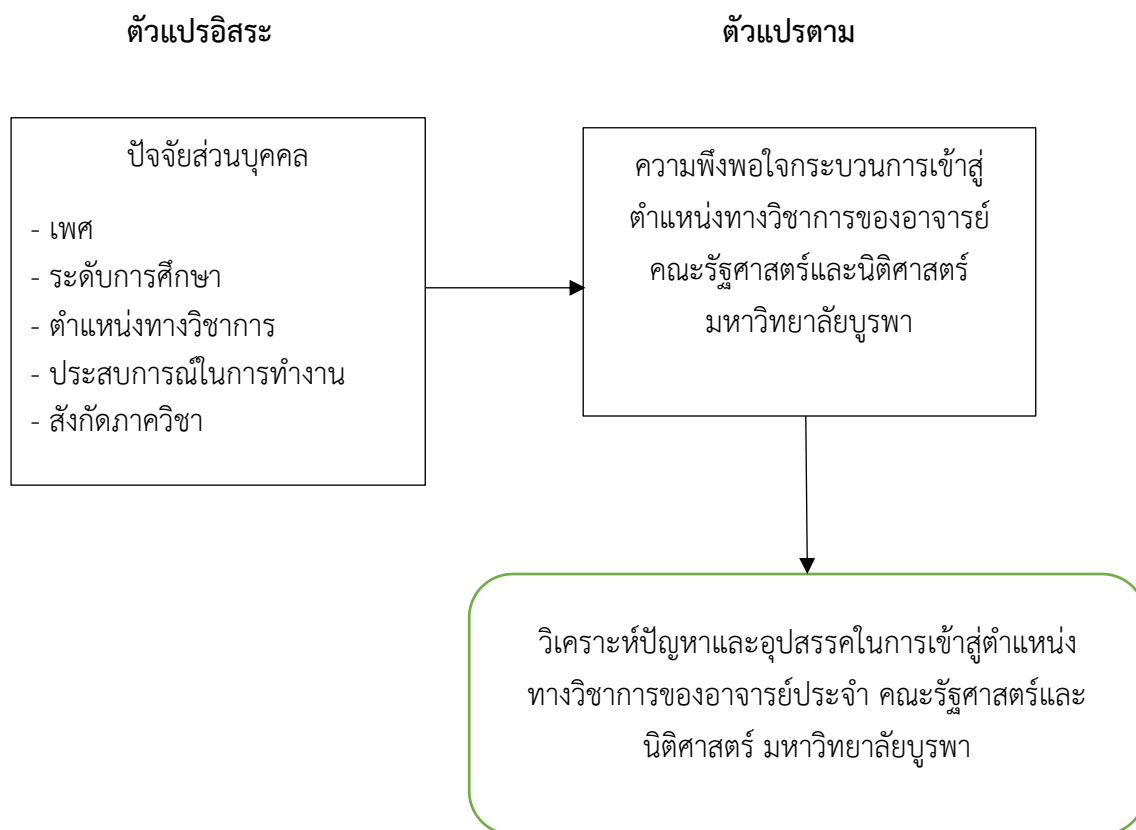 ตัวแปรอิสระ
ตัวแปรตาม
ปัจจัยส่วนบุคคล
- เพศ
- ระดับการศึกษา
- ตำแหน่งทางวิชาการ
- ประสบการณ์ในการทำงาน
- สังกัดภาควิชา
ความพึงพอใจกระบวนการเข้าสู่
ตำแหน่งทางวิชาการของอาจารย์
คณะรัฐศาสตร์และนิติศาสตร์
มหาวิทยาลัยบูรพา
วิเคราะห์ปัญหาและอุปสรรคในการเข้าสู่ตำแหน่ง
ทางวิชาการของอาจารย์ประจำ คณะรัฐศาสตร์และ
นิติศาสตร์ มหาวิทยาลัยบูรพา